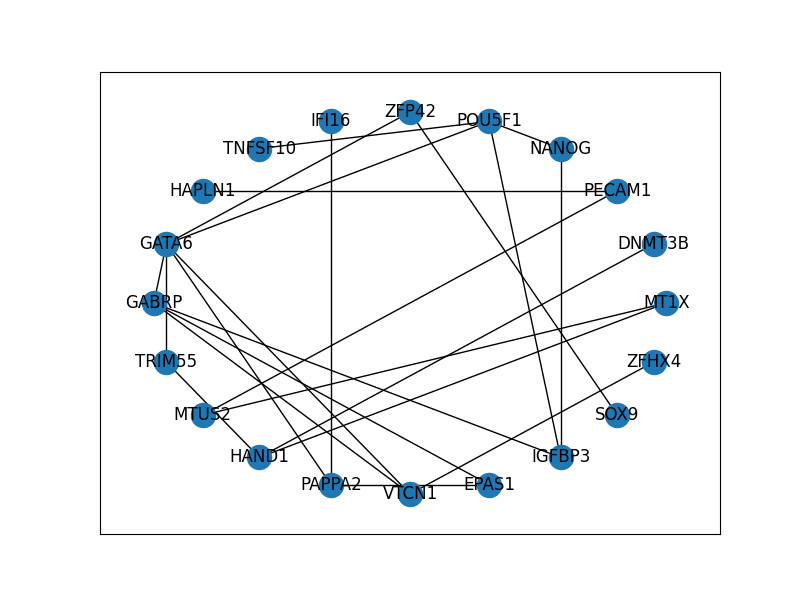 ZFP42
IFI16
POU5F1
TNFSF10
NANOG
HAPLN1
PECAM1
GATA6
DNMT3B
GABRP
MT1X
TRIM55
ZFHX4
MTUS2
SOX9
HAND1
IGFBP3
PAPPA2
EPAS1
VTCN1